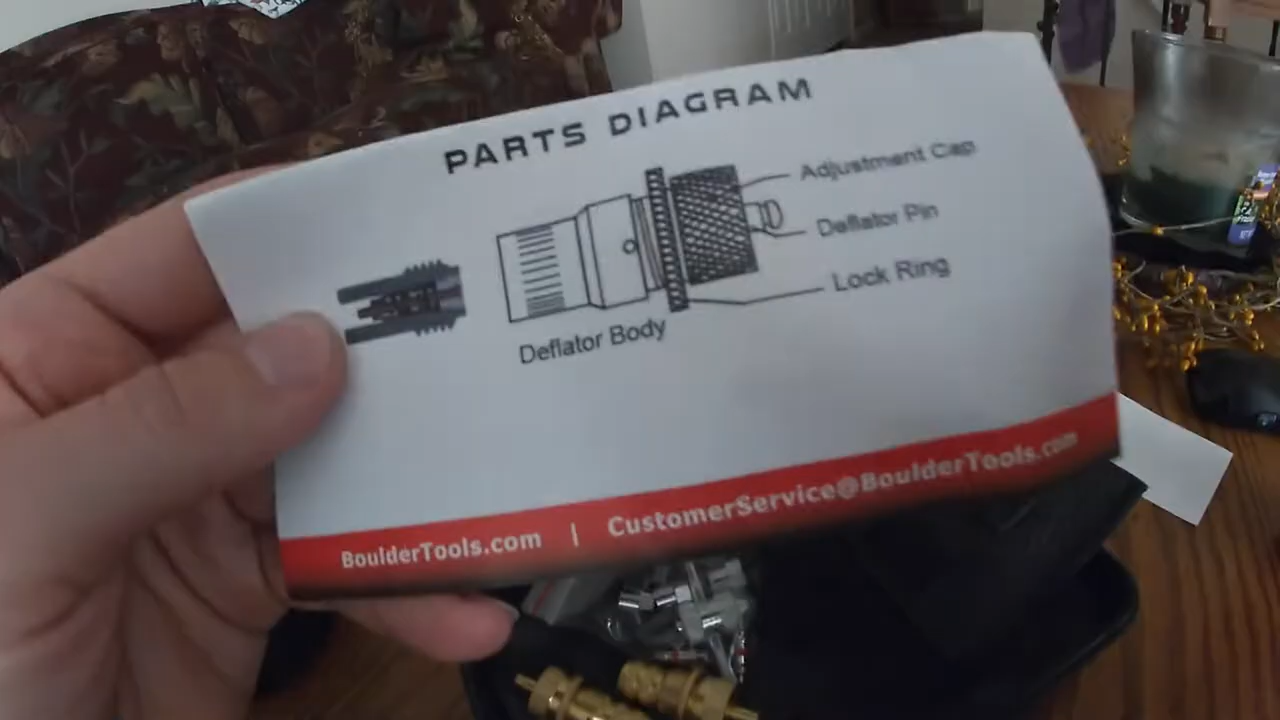 PARTS DIAGRAM
Adjustment Cap
Deflator Pin
Lock Ring
Deflator Body
BoulderTools.com | CustomerService@BoulderTools.com